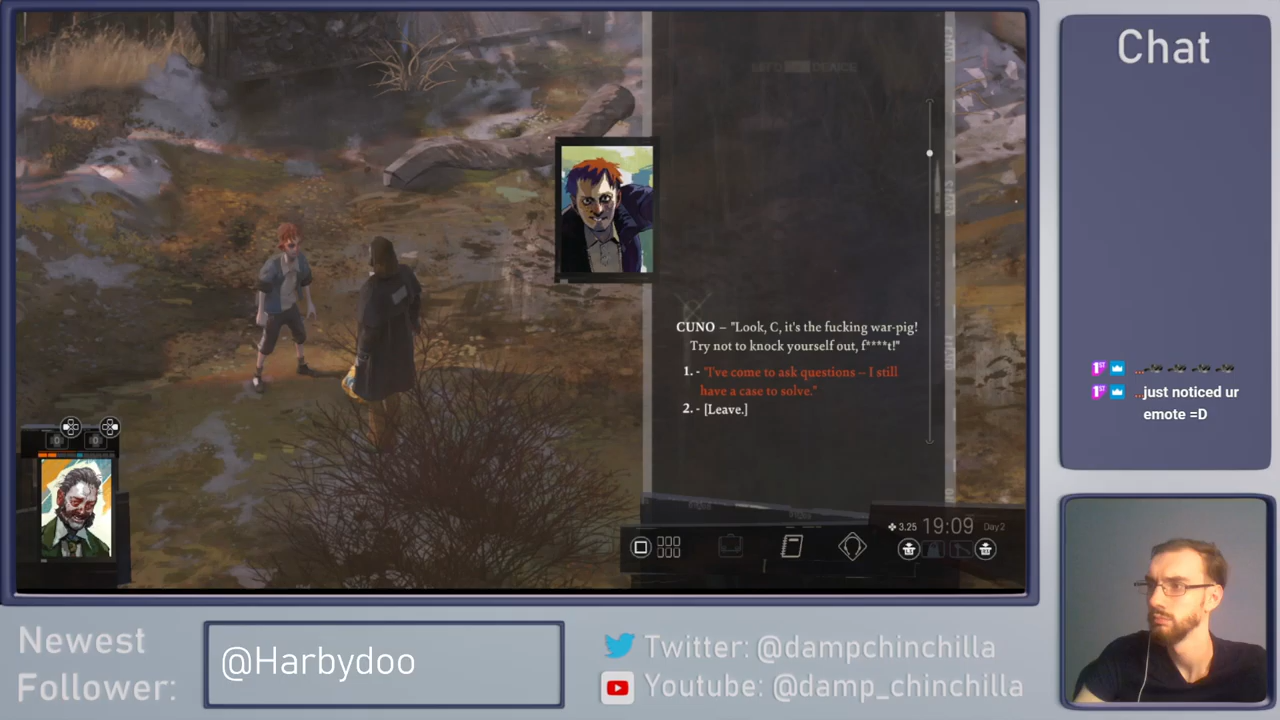 Chat
CUNO – "Look, C, it's the fucking war-pig!
Try not to knock yourself out, f****t!"
1. - "I've come to ask questions – I still
have a case to solve."
2. - [Leave.]
...
...just noticed ur
emote =D
3.25 19:09 Day2
Newest
Follower:
@Harbydoo
Twitter: @dampchinchilla
Youtube: @damp_chinchilla